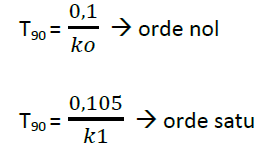 T₉₀ = 0,1 / ko → orde nol
T₉₀ = 0,105 / k1 → orde satu